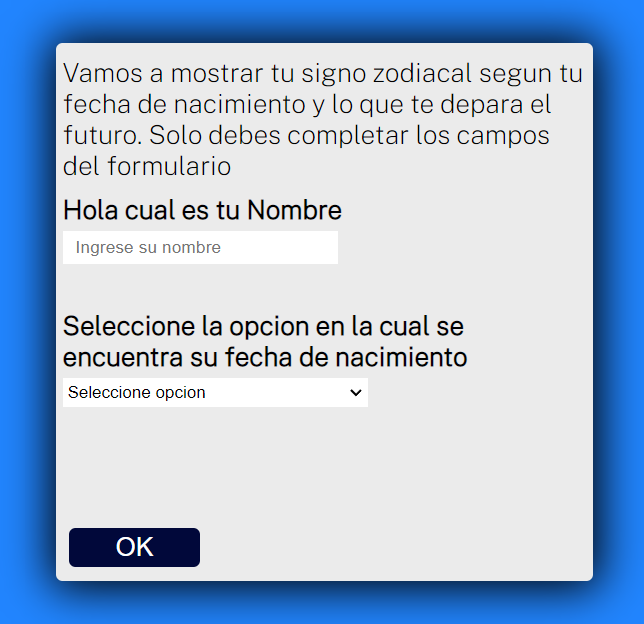 Vamos a mostrar tu signo zodiacal segun tu
fecha de nacimiento y lo que te depara el
futuro. Solo debes completar los campos
del formulario
Hola cual es tu Nombre
Ingrese su nombre
Seleccione la opcion en la cual se
encuentra su fecha de nacimiento
Seleccione opcion
OK